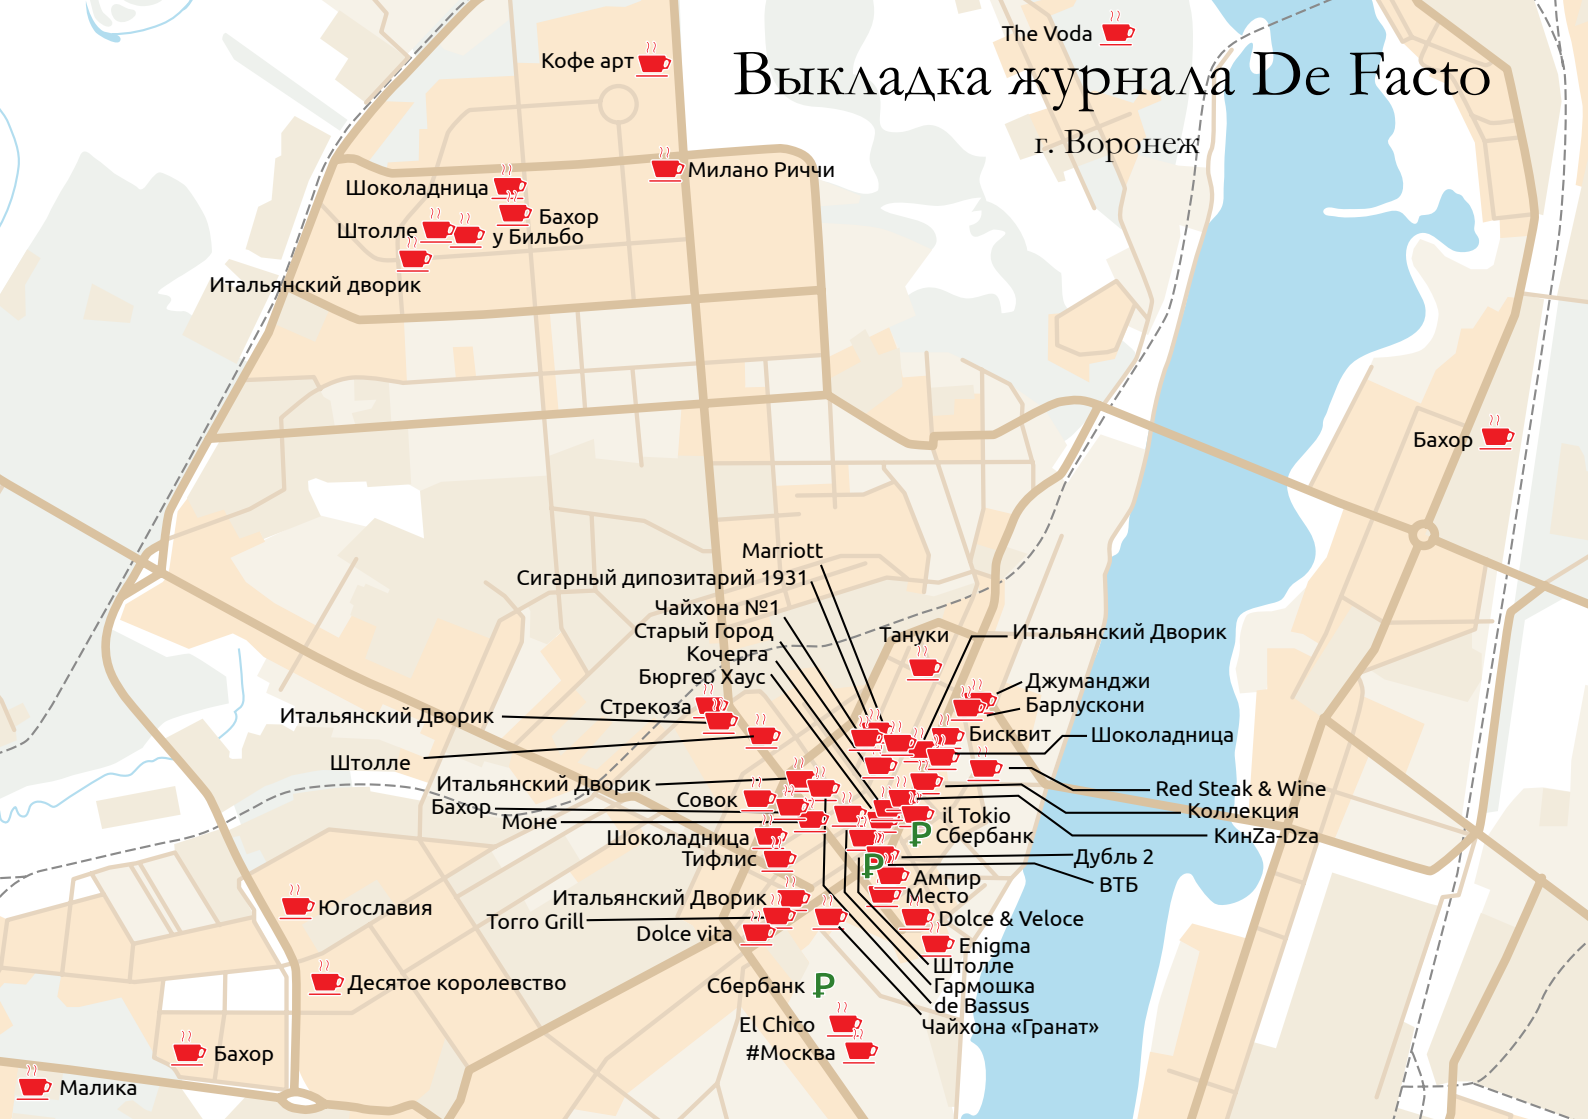 The Voda
Выкладка журнала De Facto
г. Воронеж
Кофе арт
Милано Риччи
Шоколадница
Бахор
Штолле
у Бильбо
Итальянский дворик
Бахор
Marriott
Сигарный дипозитарий 1931
Чайхона №1
Старый Город
Кочерга
Бюргер Хаус
Тануки
Итальянский Дворик
Джуманджи
Барлускони
Стрекоза
Итальянский Дворик
Бисквит
Шоколадница
Штолле
Итальянский Дворик
Red Steak & Wine
Совок
Бахор
Коллекция
Моне
il Tokio
Сбербанк
КинZa-Dza
Шоколадница
Тифлис
Дубль 2
Ампир
ВТБ
Место
Итальянский Дворик
Югославия
Torro Grill
Dolce & Veloce
Dolce vita
Enigma
Штолле
Десятое королевство
Сбербанк
Гармошка
de Bassus
El Chico
Чайхона «Гранат»
#Москва
Бахор
Малика